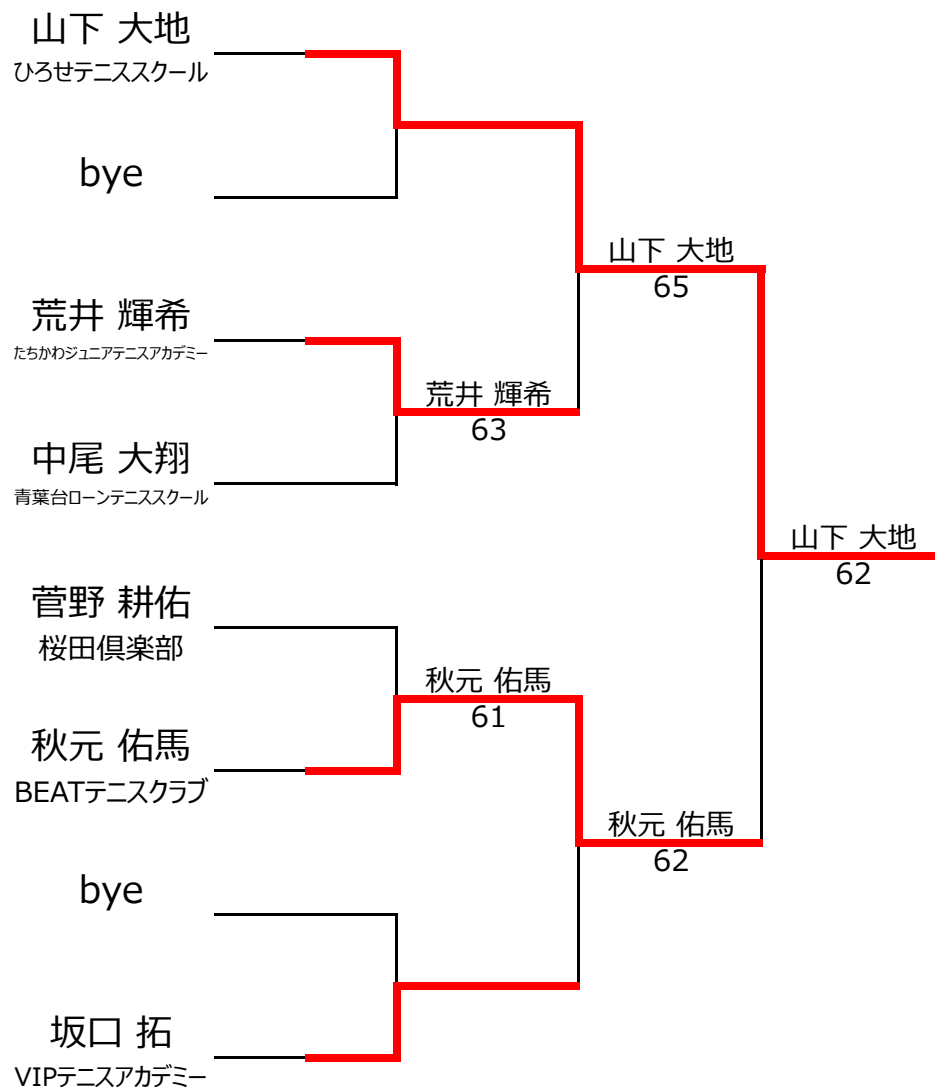 山下 大地
ひろせテニススクール
bye
荒井 輝希
たちかわジュニアテニスアカデミー
中尾 大翔
青葉台ローンテニススクール
菅野 耕佑
桜田倶楽部
秋元 佑馬
BEATテニスクラブ
bye
坂口 拓
VIPテニスアカデミー
荒井 輝希
63
秋元 佑馬
61
山下 大地
65
秋元 佑馬
62
山下 大地
62